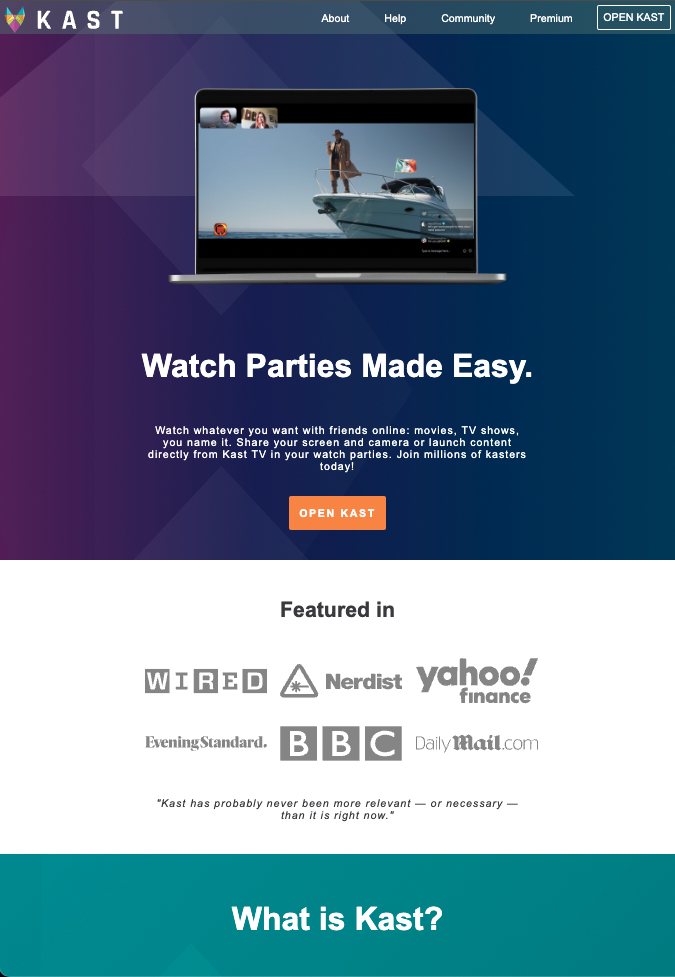 KAST
About
Help
Community
Premium
OPEN KAST
Watch Parties Made Easy.
Watch whatever you want with friends online: movies, TV shows,
you name it. Share your screen and camera or launch content
directly from Kast TV in your watch parties. Join millions of kasters
today!
OPEN KAST
Featured in
WIRED
Nerdist
yahoo!
finance
Evening Standard.
BBC
DailyMail.com
"Kast has probably never been more relevant — or necessary —
than it is right now."
What is Kast?